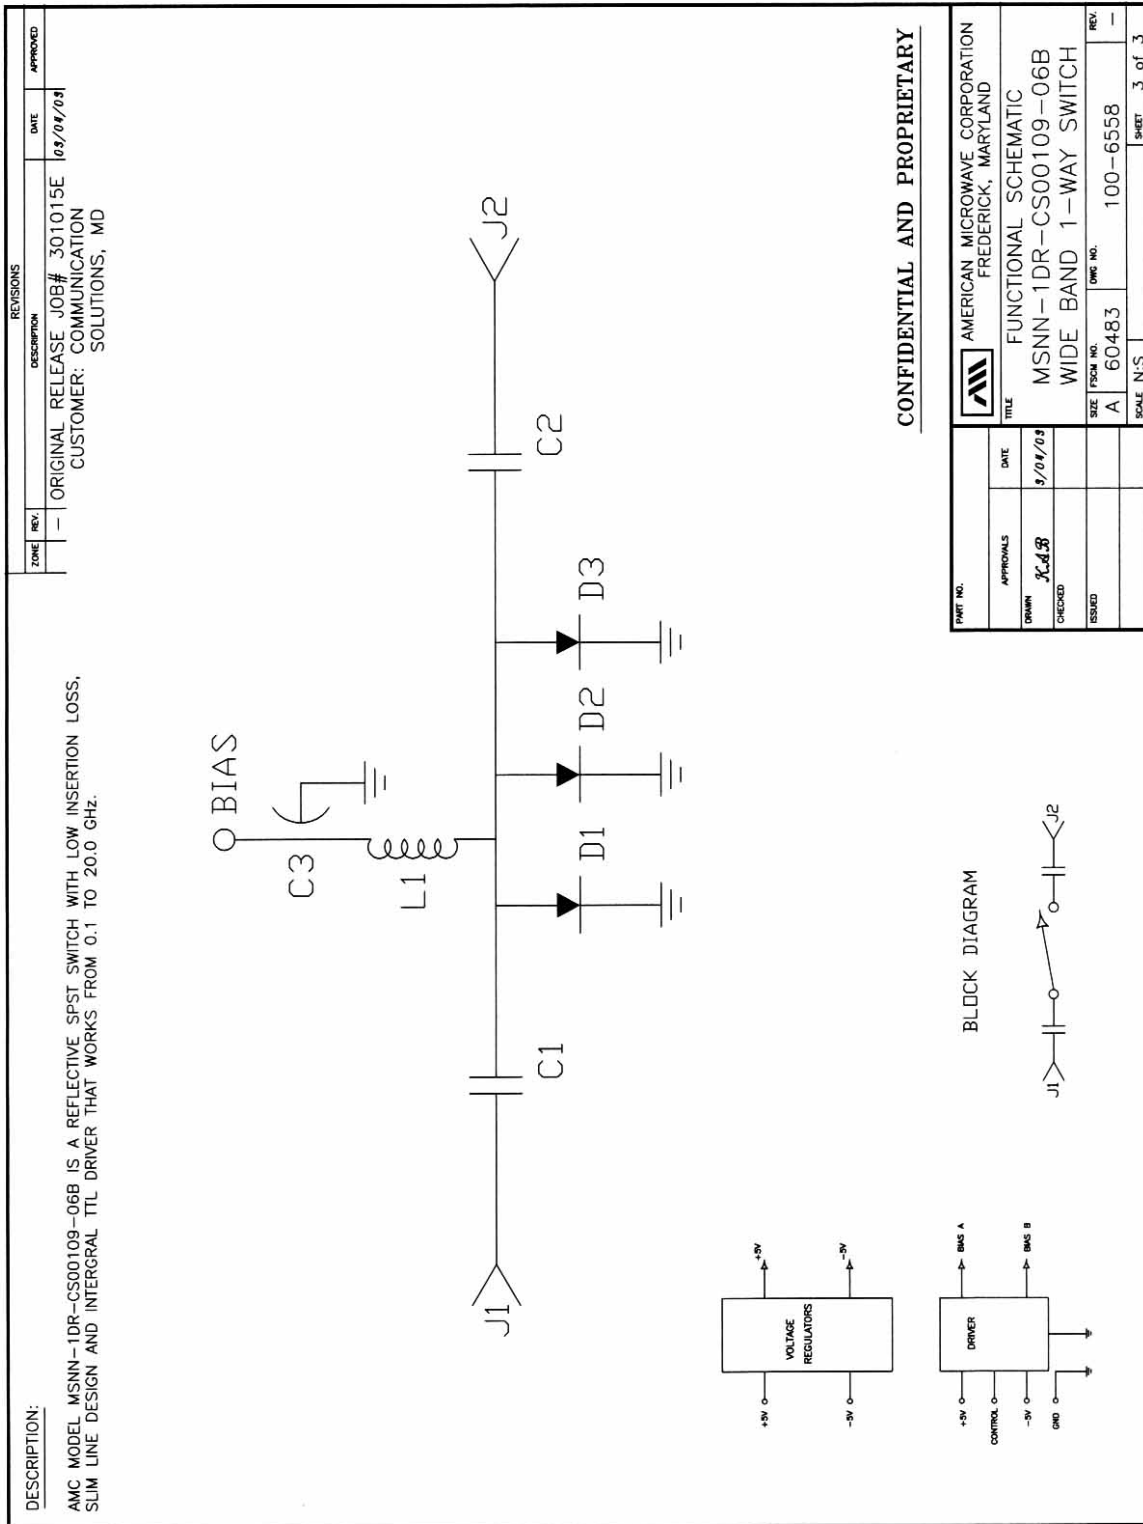 DESCRIPTION:
AMC MODEL MSNN-1DR-CS00109-06B IS A REFLECTIVE SPST SWITCH WITH LOW INSERTION LOSS,
SLIM LINE DESIGN AND INTERGRAL TTL DRIVER THAT WORKS FROM 0.1 TO 20.0 GHz.
REVISIONS
ZONE REV. DESCRIPTION DATE APPROVED
- ORIGINAL RELEASE JOB# 301015E 03/04/03
CUSTOMER: COMMUNICATION
SOLUTIONS, MD
BIAS
C3
L1
J1
C1
D1
D2
D3
C2
J2
+5V
-5V
VOLTAGE
REGULATORS
+5V
-5V
+5V
CONTROL
-5V
GND
DRIVER
BIAS A
BIAS B
BLOCK DIAGRAM
J1
J2
CONFIDENTIAL AND PROPRIETARY
PART NO.
APPROVALS DATE
DRAWN KAB 3/04/03
CHECKED
ISSUED
AMERICAN MICROWAVE CORPORATION
FREDERICK, MARYLAND
TITLE
FUNCTIONAL SCHEMATIC
MSNN-1DR-CS00109-06B
WIDE BAND 1-WAY SWITCH
SIZE FSCM NO. DWG NO. REV.
A 60483 100-6558 -
SCALE N:S SHEET 3 of 3